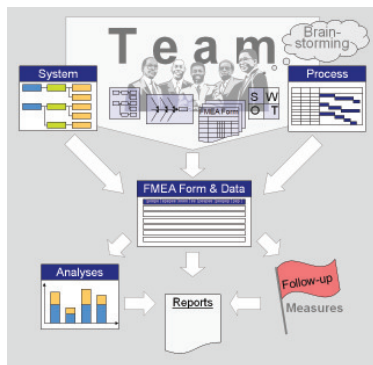 Team
Brain-
storming
System
Process
FMEA Form
S W
O T
FMEA Form & Data
Analyses
Reports
Follow-up
Measures